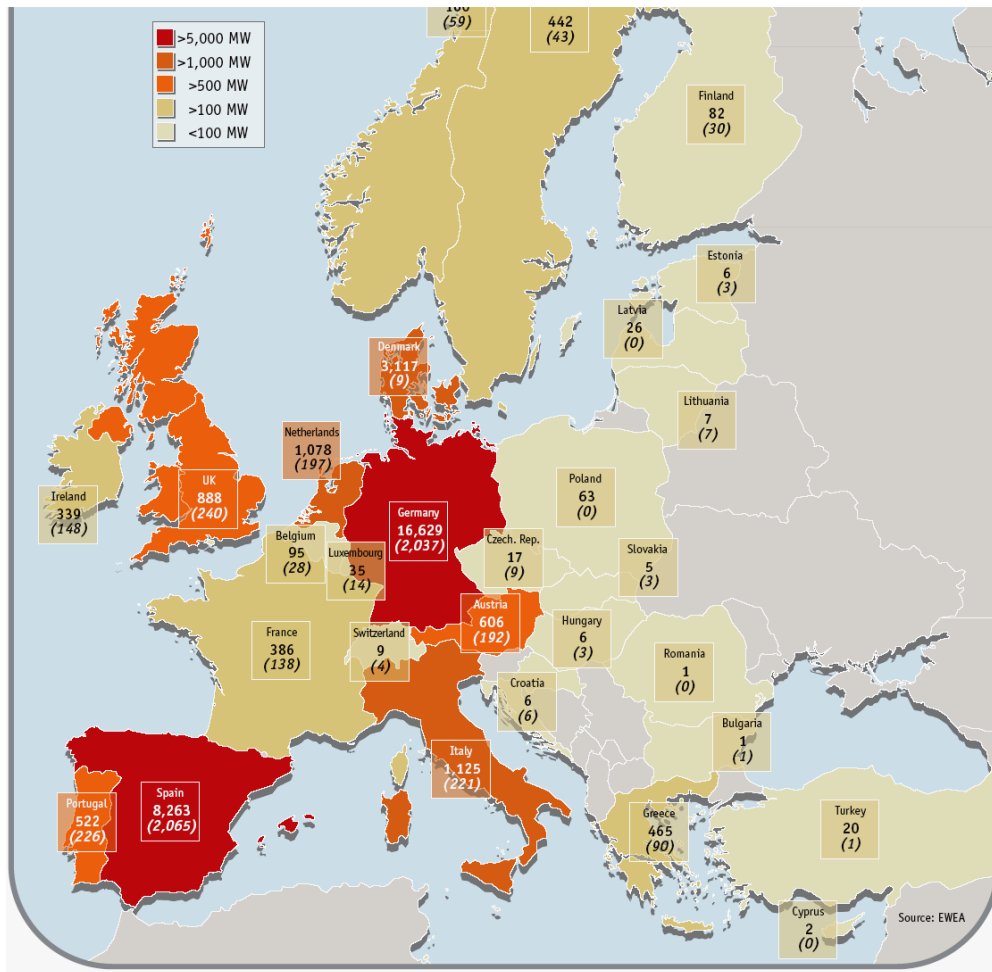 160
(59)
442
(43)
>5,000 MW
>1,000 MW
>500 MW
>100 MW
<100 MW
Finland
82
(30)
Estonia
6
(3)
Latvia
26
(0)
Denmark
3,117
(9)
Lithuania
7
(7)
Netherlands
1,078
(197)
UK
888
(240)
Ireland
339
(148)
Poland
63
(0)
Germany
16,629
(2,037)
Belgium
95
(28)
Luxembourg
35
(14)
Czech. Rep.
17
(9)
Slovakia
5
(3)
Austria
606
(192)
Hungary
6
(3)
France
386
(138)
Switzerland
9
(4)
Romania
1
(0)
Croatia
6
(6)
Bulgaria
1
(1)
Italy
1,125
(221)
Portugal
522
(226)
Spain
8,263
(2,065)
Greece
465
(90)
Turkey
20
(1)
Cyprus
2
(0)
Source: EWEA